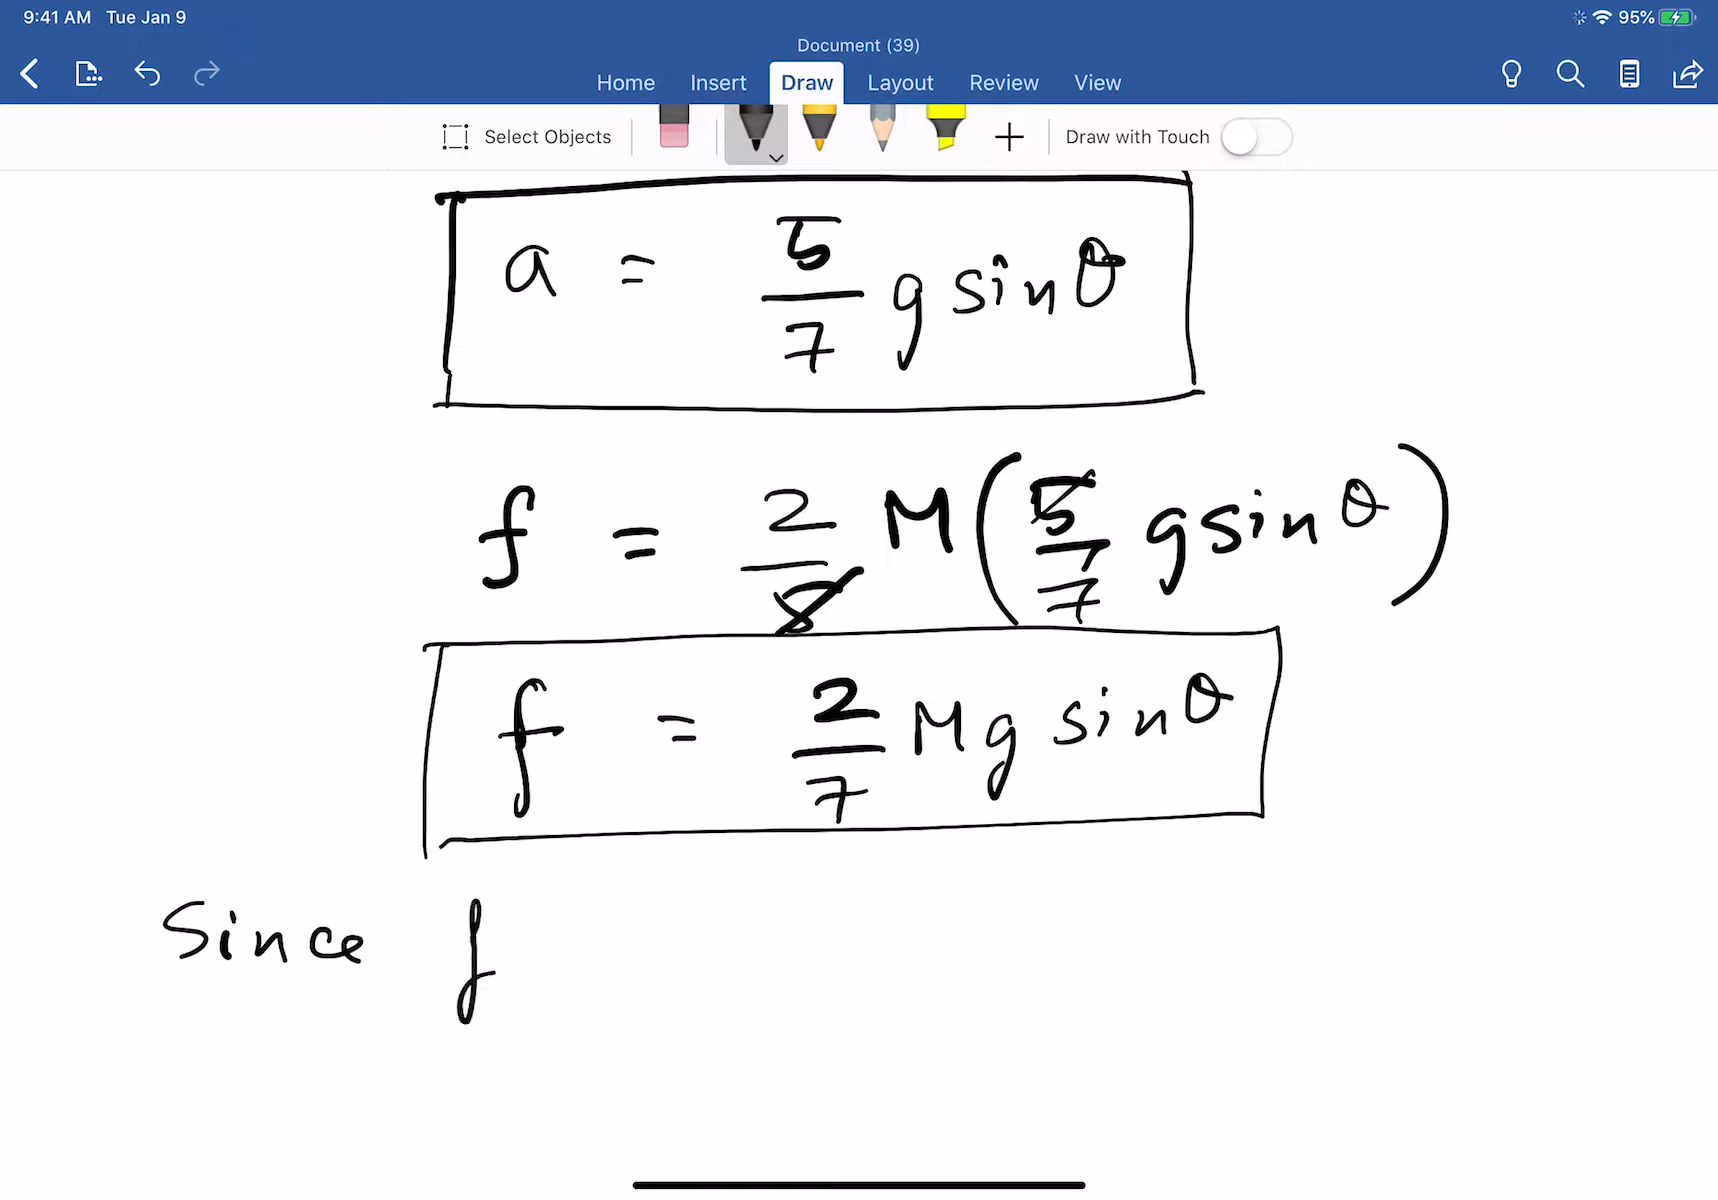 9:41 AM Tue Jan 9 95%
Document (39)
Home Insert Draw Layout Review View
Select Objects Draw with Touch
a = 5/7 g sinθ
f = 2/5 M(5/7 g sinθ)
f = 2/7 Mg sinθ
Since f